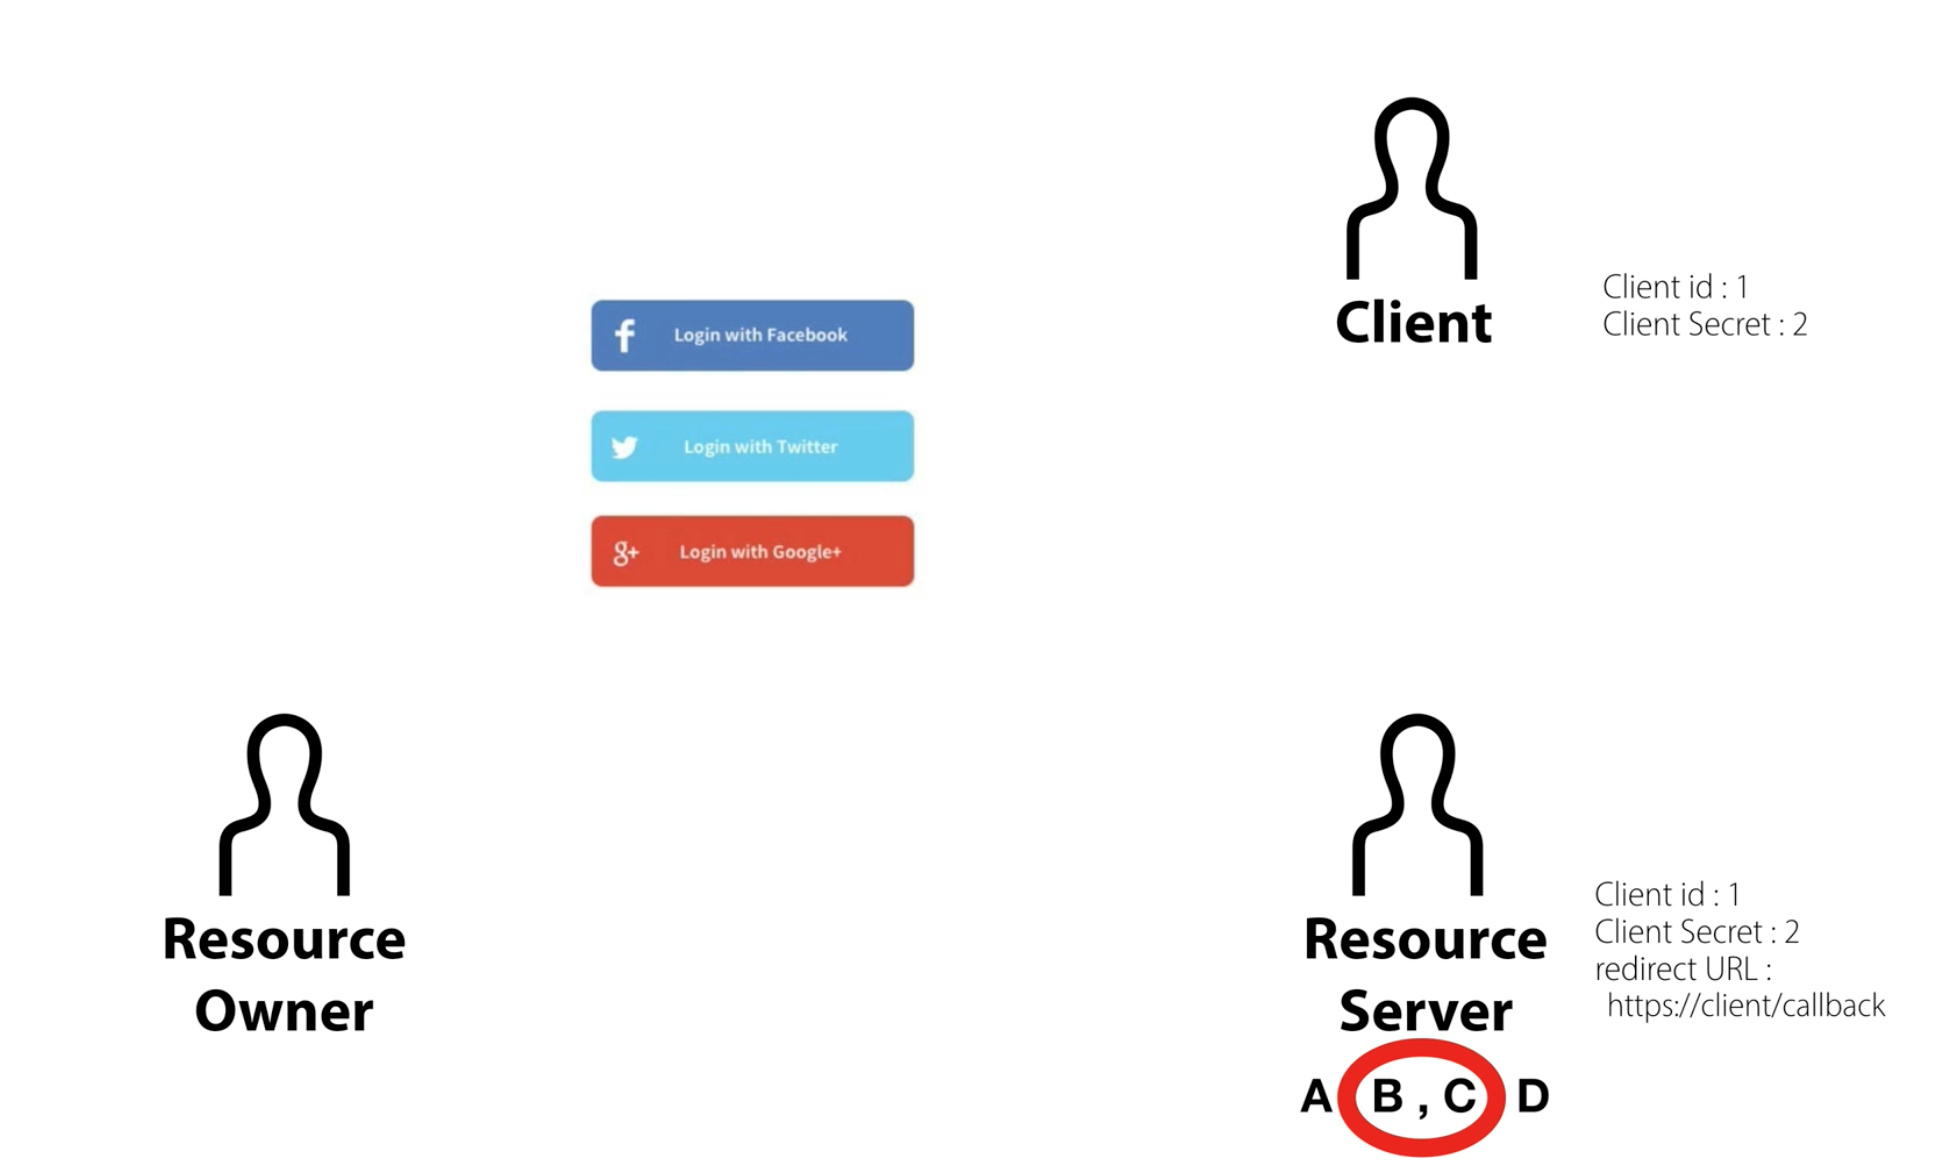 Client
Client id : 1
Client Secret : 2
f Login with Facebook
Login with Twitter
g+ Login with Google+
Resource
Owner
Resource
Server
Client id : 1
Client Secret : 2
redirect URL :
https://client/callback
A B , C D